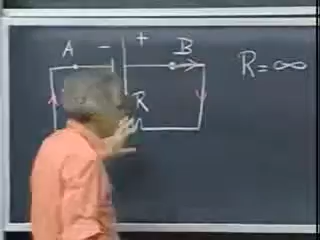 A - + B
R = ∞
R